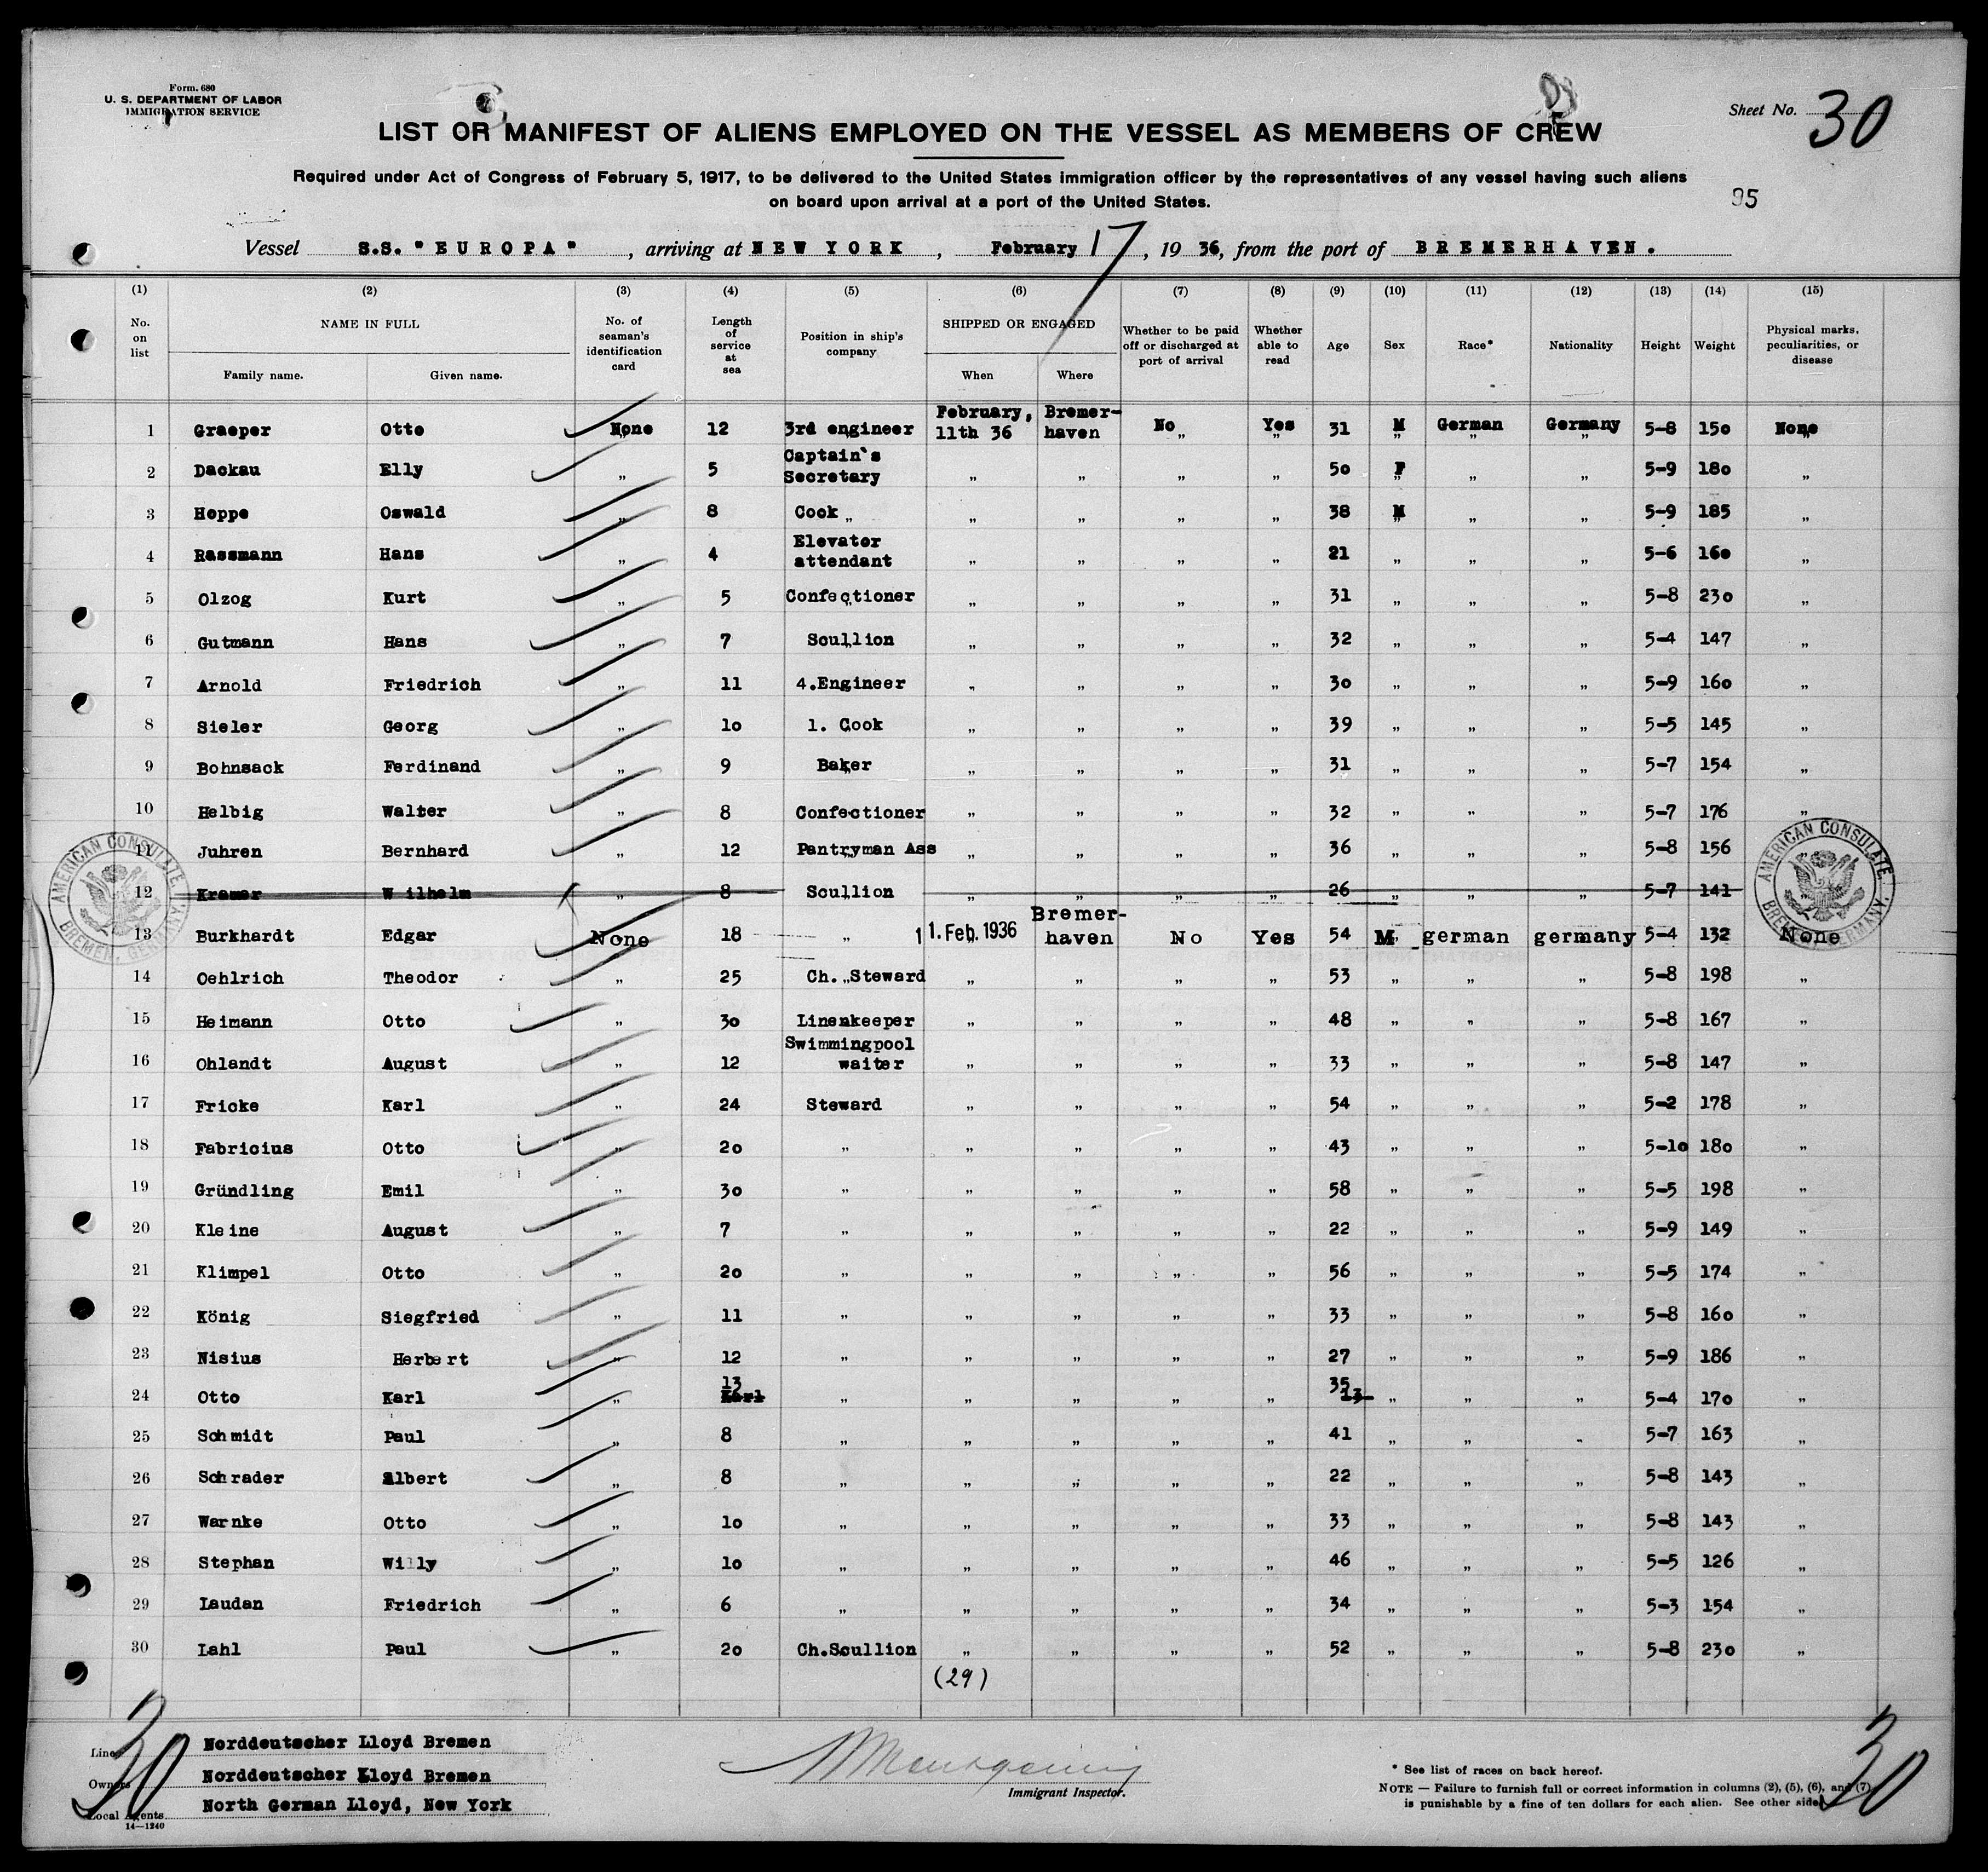 Form. 680
U. S. DEPARTMENT OF LABOR
IMMIGRATION SERVICE
Sheet No. 30
LIST OR MANIFEST OF ALIENS EMPLOYED ON THE VESSEL AS MEMBERS OF CREW
Required under Act of Congress of February 5, 1917, to be delivered to the United States immigration officer by the representatives of any vessel having such aliens
on board upon arrival at a port of the United States.
95
Vessel S.S. "EUROPA", arriving at NEW YORK, February 17, 1936, from the port of BREMERHAVEN.
(1) (2) (3) (4) (5) (6) (7) (8) (9) (10) (11) (12) (13) (14) (15)
No. on list NAME IN FULL Family name. Given name. No. of seaman's identification card Length of service at sea Position in ship's company SHIPPED OR ENGAGED When Where Whether to be paid off or discharged at port of arrival Whether able to read Age Sex Race* Nationality Height Weight Physical marks, peculiarities, or disease
1 Graeper Otto None 12 3rd engineer February, 11th 36 Bremer-haven No Yes 31 M German Germany 5-8 150 None
2 Dackau Elly „ 5 Captain's Secretary „ „ „ „ 50 F „ „ 5-9 180 „
3 Hoppe Oswald „ 8 Cook „ „ „ „ 38 M „ „ 5-9 185 „
4 Rassmann Hans „ 4 Elevator attendant „ „ „ „ 21 „ „ „ 5-6 160 „
5 Olzog Kurt „ 5 Confectioner „ „ „ „ 31 „ „ „ 5-8 230 „
6 Gutmann Hans „ 7 Scullion „ „ „ „ 32 „ „ „ 5-4 147 „
7 Arnold Friedrich „ 11 4.Engineer „ „ „ „ 30 „ „ „ 5-9 160 „
8 Sieler Georg „ 10 1. Cook „ „ „ „ 39 „ „ „ 5-5 145 „
9 Bohnsack Ferdinand „ 9 Baker „ „ „ „ 31 „ „ „ 5-7 154 „
10 Helbig Walter „ 8 Confectioner „ „ „ „ 32 „ „ „ 5-7 176 „
11 Juhren Bernhard „ 12 Pantryman Ass „ „ „ „ 36 „ „ „ 5-8 156
12 Kramer Wilhelm „ 8 Scullion „ „ „ „ 26 „ „ „ 5-7 141
13 Burkhardt Edgar None 18 „ 11. Feb. 1936 Bremer-haven No Yes 54 M german germany 5-4 132 None
14 Oehlrich Theodor „ 25 Ch. Steward „ „ „ „ 53 „ „ „ 5-8 198 „
15 Heimann Otto „ 30 Linenkeeper „ „ „ „ 48 „ „ „ 5-8 167 „
16 Ohlandt August „ 12 Swimmingpool waiter „ „ „ „ 33 „ „ „ 5-8 147 „
17 Fricke Karl „ 24 Steward „ „ „ „ 54 „ „ „ 5-2 178 „
18 Fabricius Otto „ 20 „ „ „ „ „ 43 „ „ „ 5-10 180 „
19 Gründling Emil „ 30 „ „ „ „ „ 58 „ „ „ 5-5 198 „
20 Kleine August „ 7 „ „ „ „ „ 22 „ „ „ 5-9 149 „
21 Klimpel Otto „ 20 „ „ „ „ „ 56 „ „ „ 5-5 174 „
22 König Siegfried „ 11 „ „ „ „ „ 33 „ „ „ 5-8 160 „
23 Nisius Herbert „ 12 „ „ „ „ „ 27 „ „ „ 5-9 186 „
24 Otto Karl „ 13 Karl „ „ „ „ „ 35 13 „ „ „ 5-4 170 „
25 Schmidt Paul „ 8 „ „ „ „ „ 41 „ „ „ 5-7 163 „
26 Schrader Albert „ 8 „ „ „ „ „ 22 „ „ „ 5-8 143 „
27 Warnke Otto „ 10 „ „ „ „ „ 33 „ „ „ 5-8 143 „
28 Stephan Willy „ 10 „ „ „ „ „ 46 „ „ „ 5-5 126 „
29 Laudan Friedrich „ 6 „ „ „ „ „ 34 „ „ „ 5-3 154 „
30 Lahl Paul „ 20 Ch.Scullion „ „ „ „ 52 „ „ „ 5-8 230 „
(29)
AMERICAN CONSULATE, BREMEN, GERMANY.
AMERICAN CONSULATE, BREMEN, GERMANY.
30
Line Norddeutscher Lloyd Bremen
Owners Norddeutscher Lloyd Bremen
Local Agents North German Lloyd, New York
14—1240
Montgomery
Immigrant Inspector.
* See list of races on back hereof.
NOTE — Failure to furnish full or correct information in columns (2), (5), (6), and (7)
is punishable by a fine of ten dollars for each alien. See other side.
30